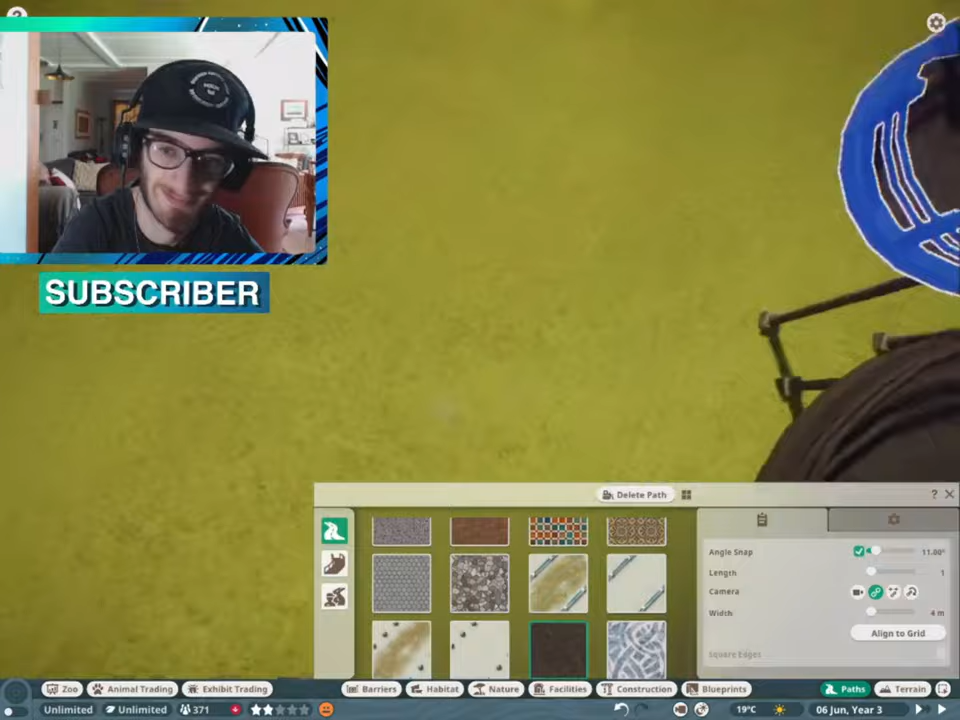 ?
SUBSCRIBER
Delete Path
?
Angle Snap
11.00°
Length
1
Camera
Width
4 m
Align to Grid
Square Edges
Zoo
Animal Trading
Exhibit Trading
Barriers
Habitat
Nature
Facilities
Construction
Blueprints
Paths
Terrain
Unlimited
Unlimited
371
19°C
06 Jun, Year 3